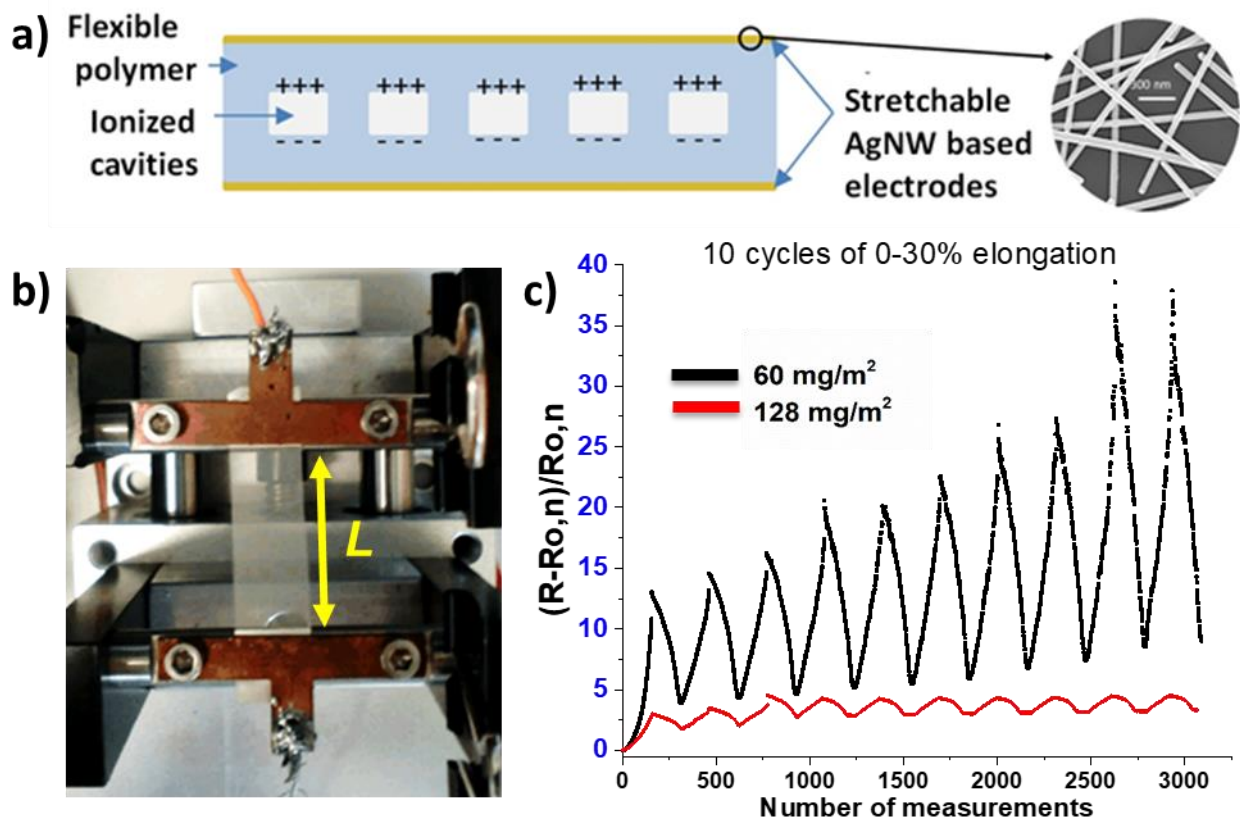 a)
Flexible
polymer
Ionized
cavities
+++ +++ +++ +++ +++
- - - - - - - - - - - - - - -
Stretchable
AgNW based
electrodes
300 nm
b)
L
c)
10 cycles of 0-30% elongation
60 mg/m²
128 mg/m²
(R-Ro,n)/Ro,n
40
35
30
25
20
15
10
5
0
0 500 1000 1500 2000 2500 3000
Number of measurements